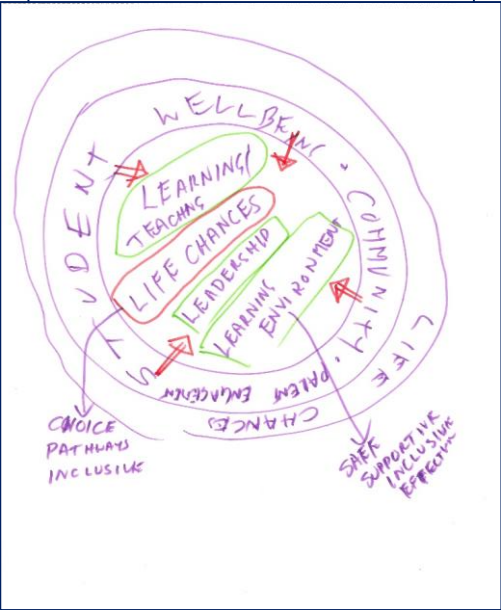 STUDENT WELLBEING · COMMUNITY · PARENT ENGAGEMENT
LIFE CHANCES
LEARNING/
TEACHNG
LIFE CHANCES
LEADERSHIP
LEARNING
ENVIRONMENT
CHOICE
PATHWAYS
INCLUSIVE
SAFE
SUPPORTIVE
INCLUSIVE
EFFECTIVE